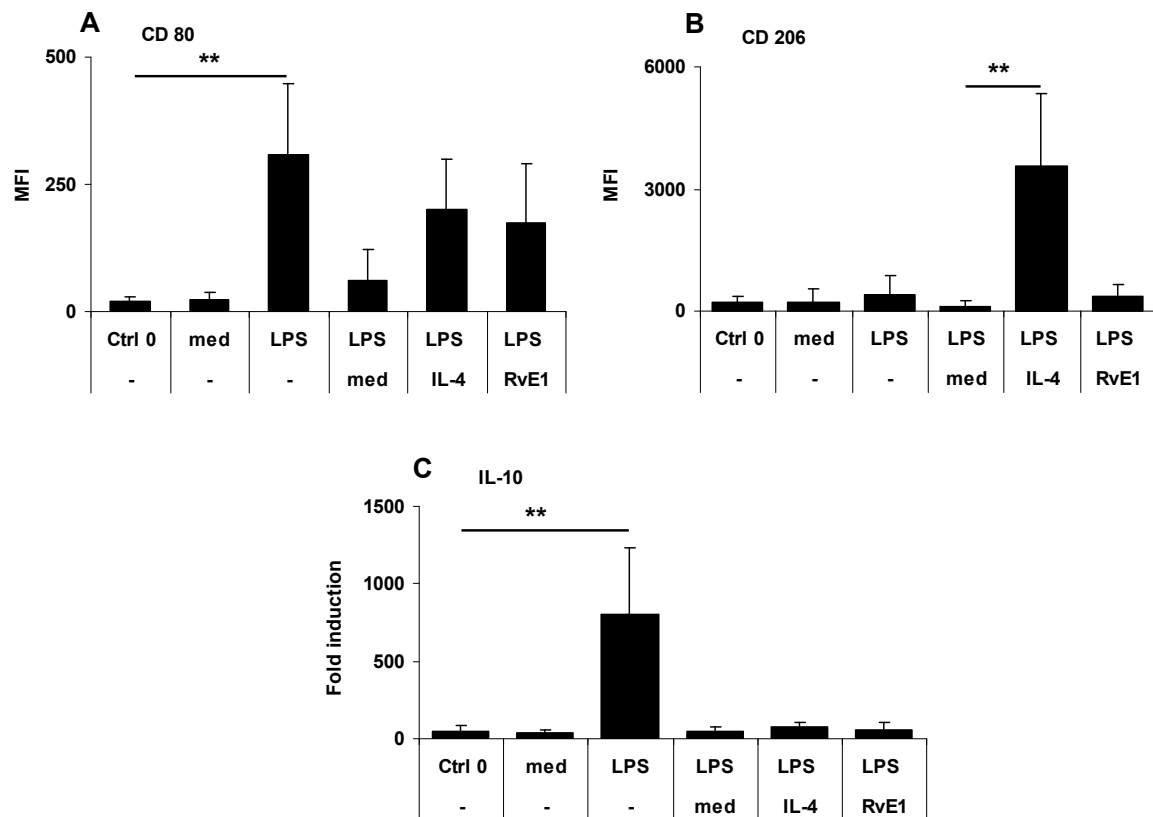 A
CD 80
500
**
250
MFI
0
Ctrl 0 med LPS LPS LPS LPS
- - - med IL-4 RvE1
B
CD 206
6000
**
3000
MFI
0
Ctrl 0 med LPS LPS LPS LPS
- - - med IL-4 RvE1
C
IL-10
1500
**
1000
Fold induction
500
0
Ctrl 0 med LPS LPS LPS LPS
- - - med IL-4 RvE1